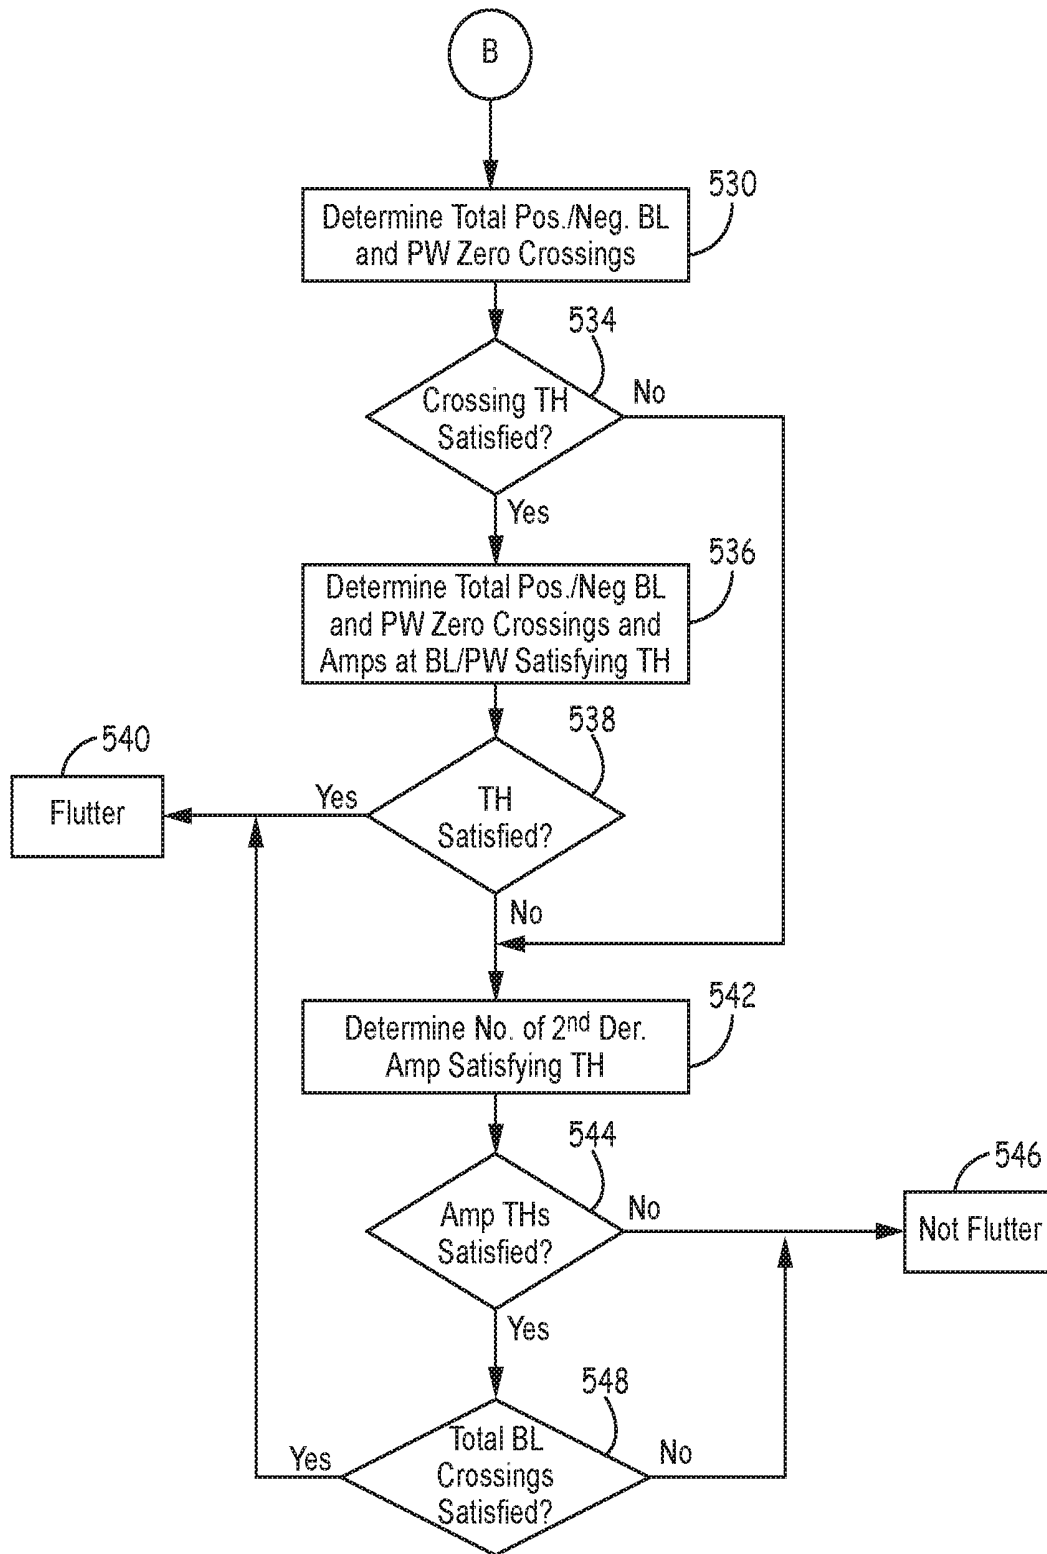 B
530
Determine Total Pos./Neg. BL
and PW Zero Crossings
534
Crossing TH
Satisfied?
No
Yes
536
Determine Total Pos./Neg BL
and PW Zero Crossings and
Amps at BL/PW Satisfying TH
538
540
Flutter
Yes
TH
Satisfied?
No
542
Determine No. of 2nd Der.
Amp Satisfying TH
544
546
Amp THs
Satisfied?
No
Not Flutter
Yes
548
Yes
Total BL
Crossings
Satisfied?
No